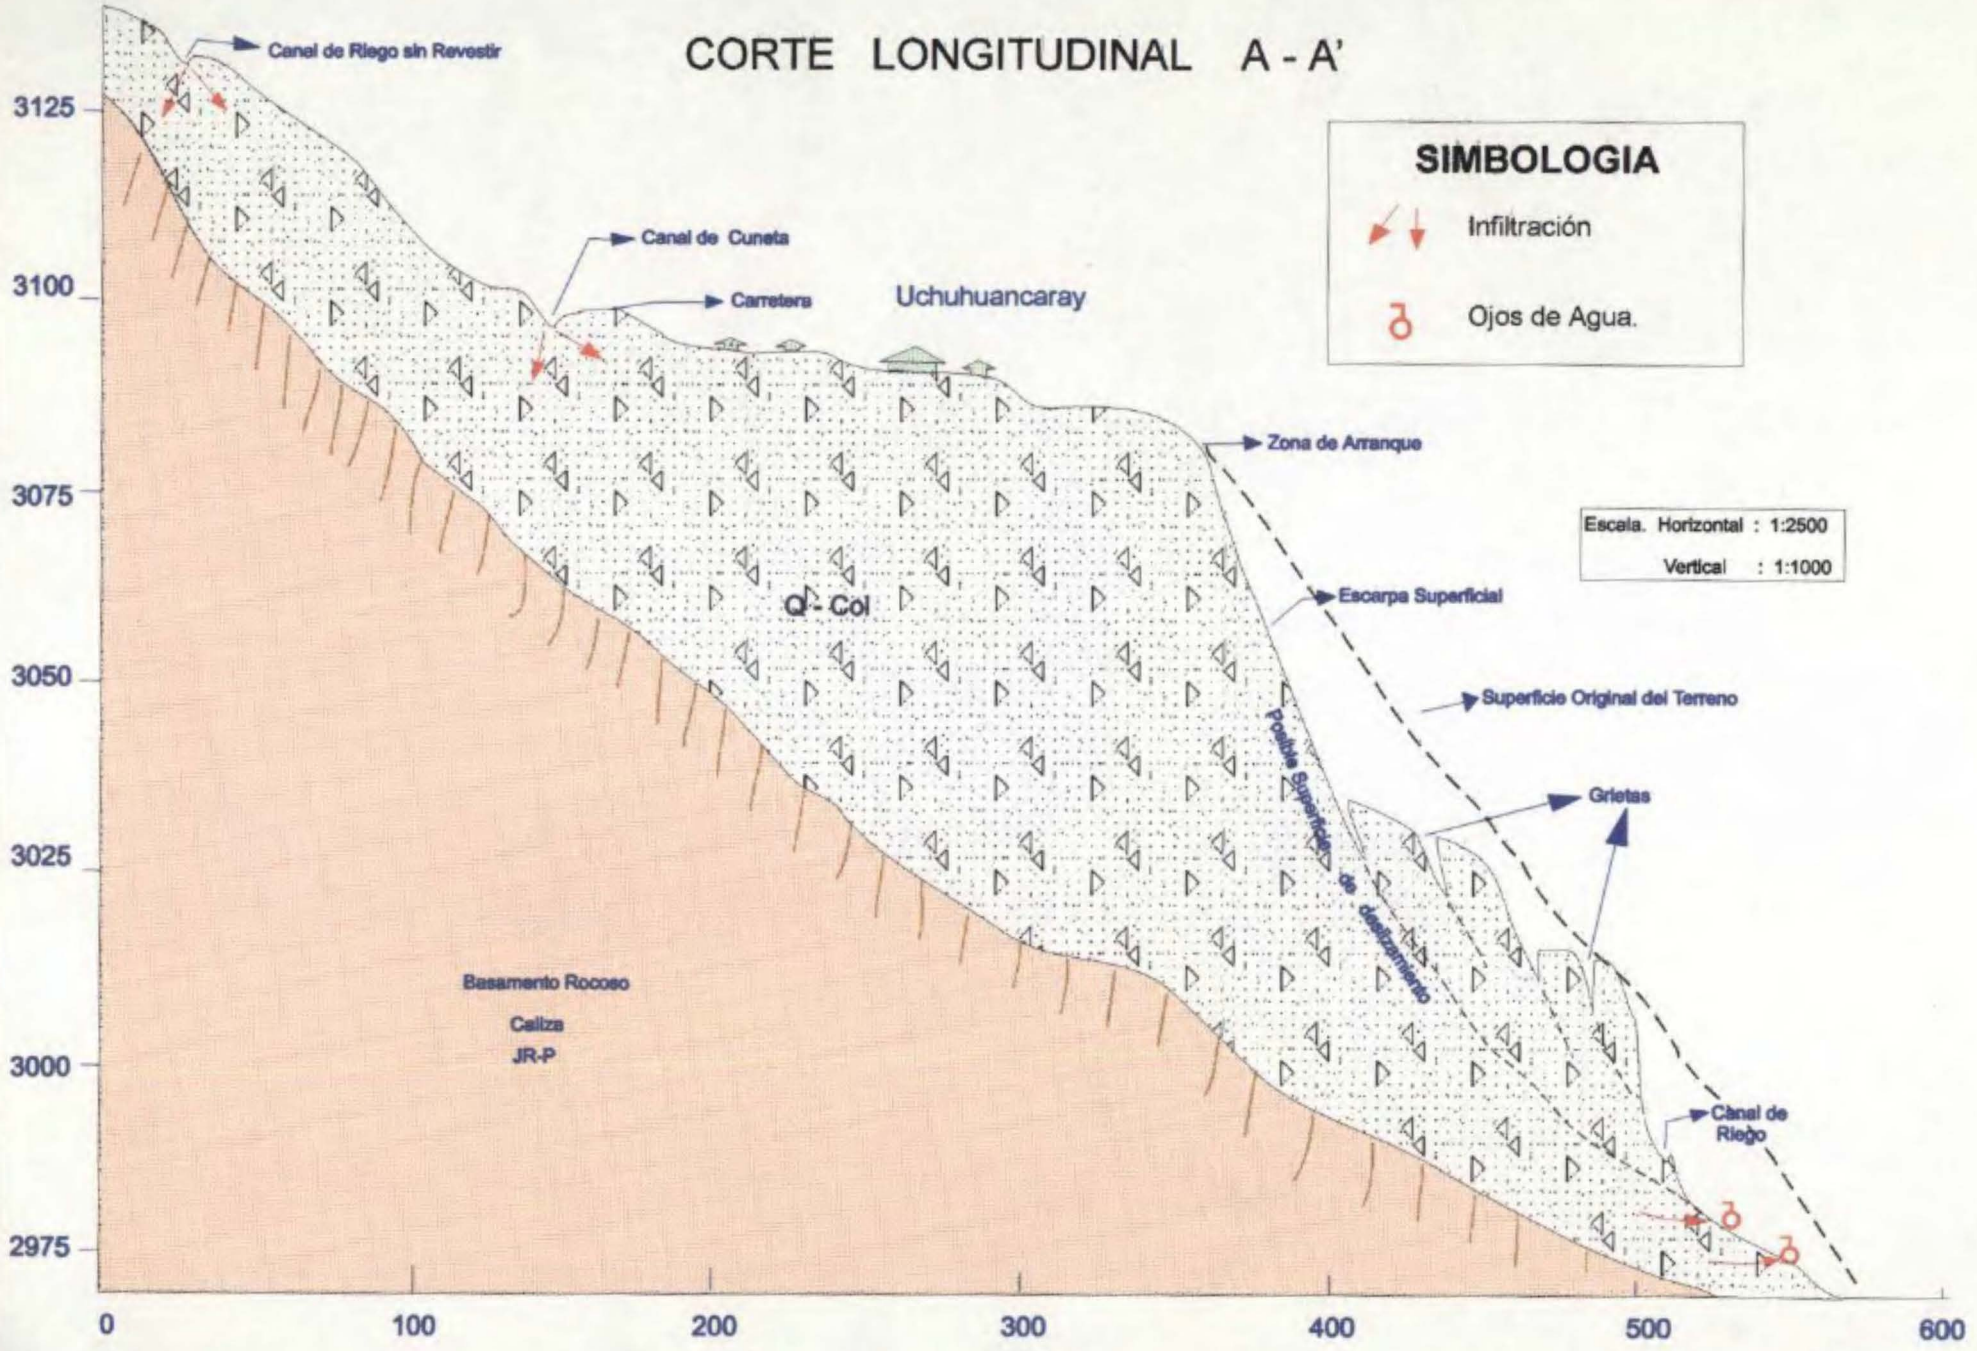 CORTE LONGITUDINAL A - A'
Canal de Riego sin Revestir
3125
SIMBOLOGIA
Infiltración
Ojos de Agua.
Canal de Cuneta
3100
Carretera
Uchuhuancaray
Zona de Arranque
3075
Escala. Horizontal : 1:2500
Vertical : 1:1000
Escarpa Superficial
Q - Col
3050
Superficie Original del Terreno
Posible Superficie de deslizamiento
Grietas
3025
Basamento Rocoso
Caliza
JR-P
3000
Canal de
Riego
2975
0 100 200 300 400 500 600